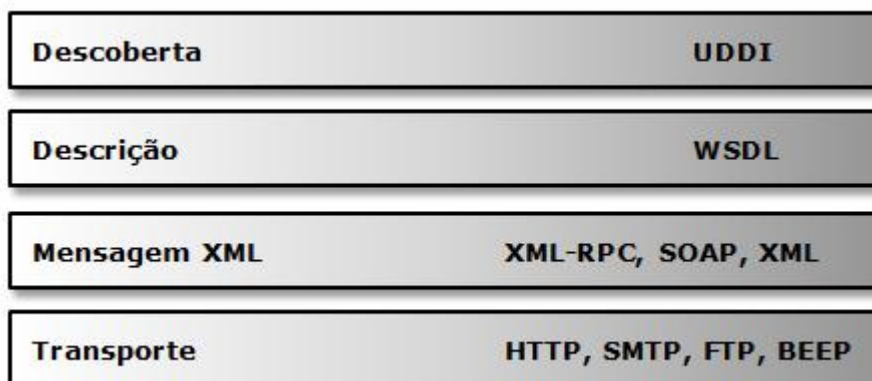 Descoberta UDDI
Descrição WSDL
Mensagem XML XML-RPC, SOAP, XML
Transporte HTTP, SMTP, FTP, BEEP